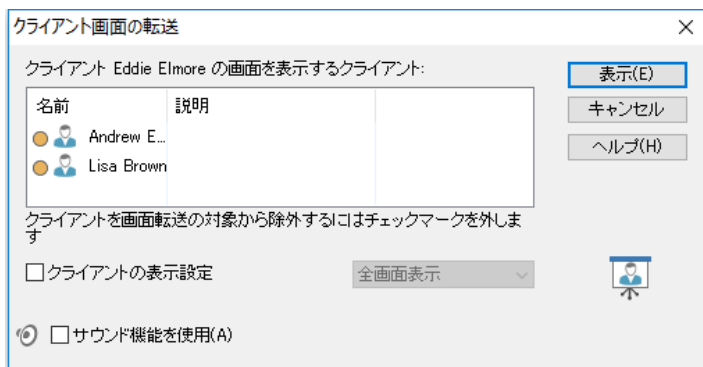 クライアント画面の転送
クライアント Eddie Elmore の画面を表示するクライアント:
表示(E)
キャンセル
ヘルプ(H)
名前 説明
Andrew E...
Lisa Brown
クライアントを画面転送の対象から除外するにはチェックマークを外しま
す
クライアントの表示設定 全画面表示
サウンド機能を使用(A)